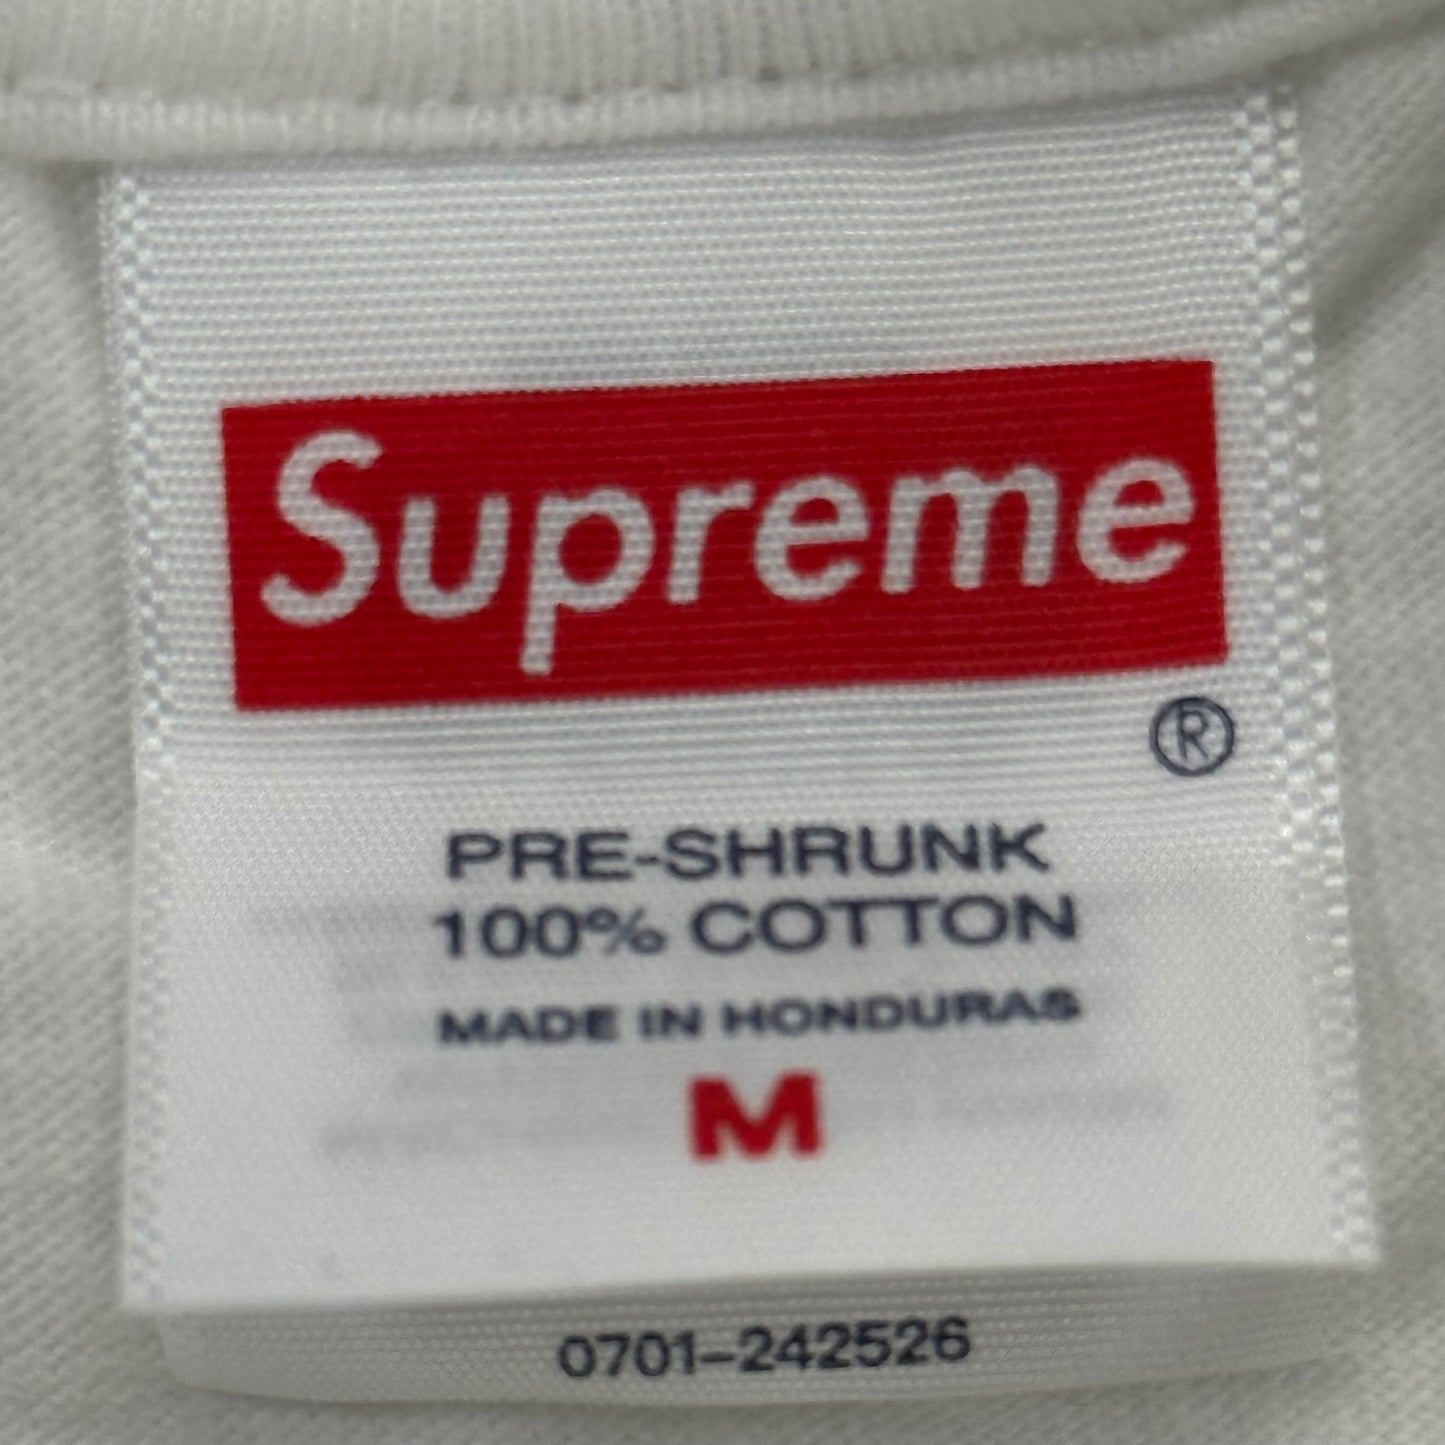 Supreme
®
PRE-SHRUNK
100% COTTON
MADE IN HONDURAS
M
0701-242526